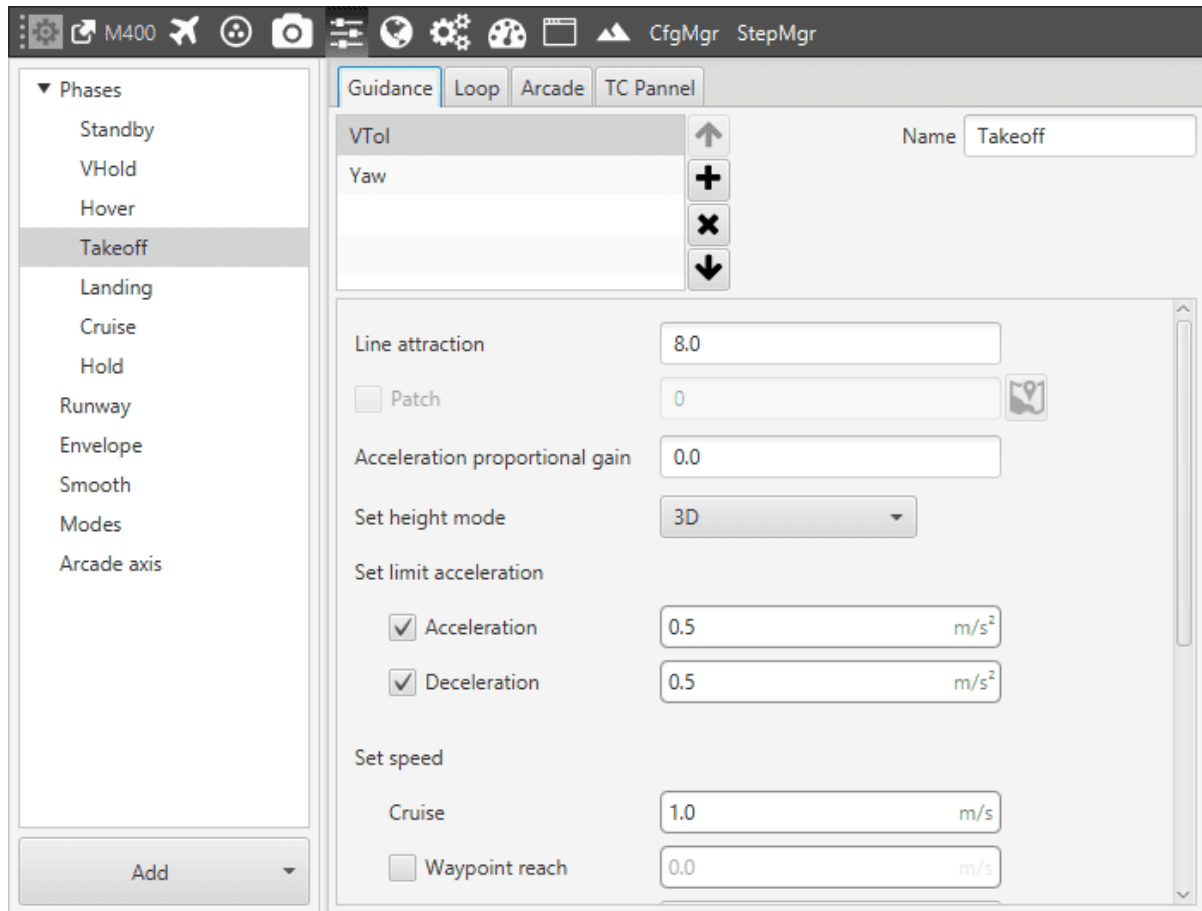 M400 CfgMgr StepMgr
Phases
Standby
VHold
Hover
Takeoff
Landing
Cruise
Hold
Runway
Envelope
Smooth
Modes
Arcade axis
Add
Guidance Loop Arcade TC Pannel
VTol
Yaw
Name Takeoff
Line attraction 8.0
Patch 0
Acceleration proportional gain 0.0
Set height mode 3D
Set limit acceleration
Acceleration 0.5 m/s²
Deceleration 0.5 m/s²
Set speed
Cruise 1.0 m/s
Waypoint reach 0.0 m/s